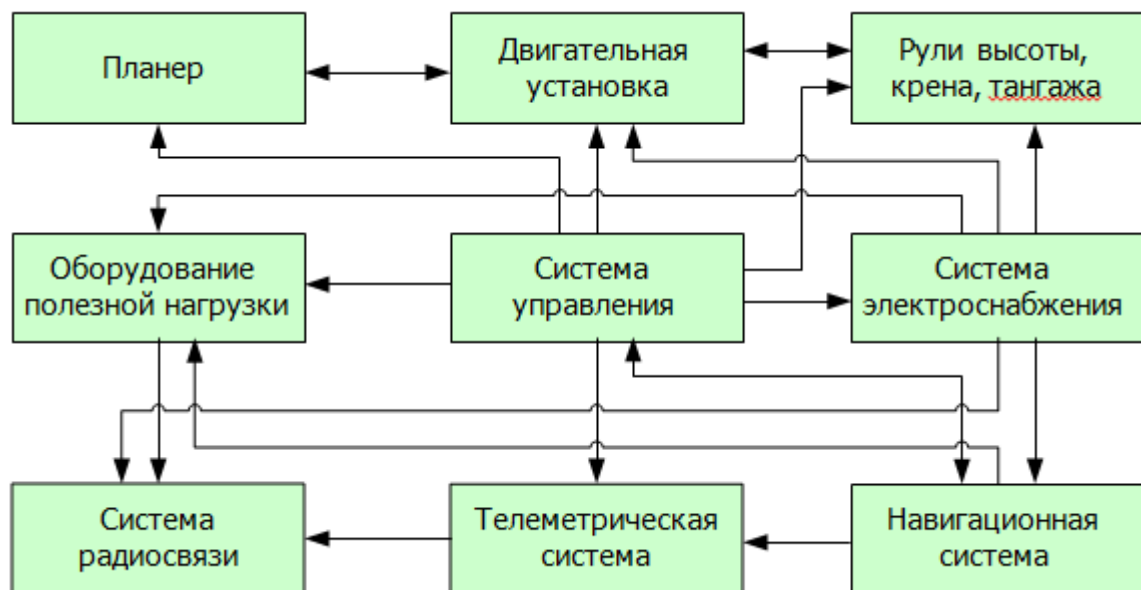 Планер
Двигательная
установка
Рули высоты,
крена, тангажа
Оборудование
полезной нагрузки
Система
управления
Система
электроснабжения
Система
радиосвязи
Телеметрическая
система
Навигационная
система